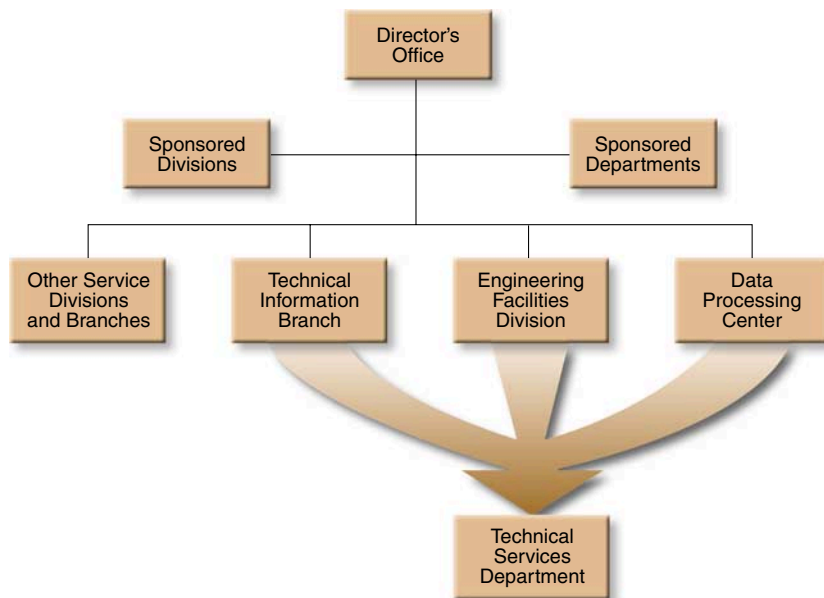 Director’s
Office
Sponsored
Divisions
Sponsored
Departments
Other Service
Divisions
and Branches
Technical
Information
Branch
Engineering
Facilities
Division
Data
Processing
Center
Technical
Services
Department